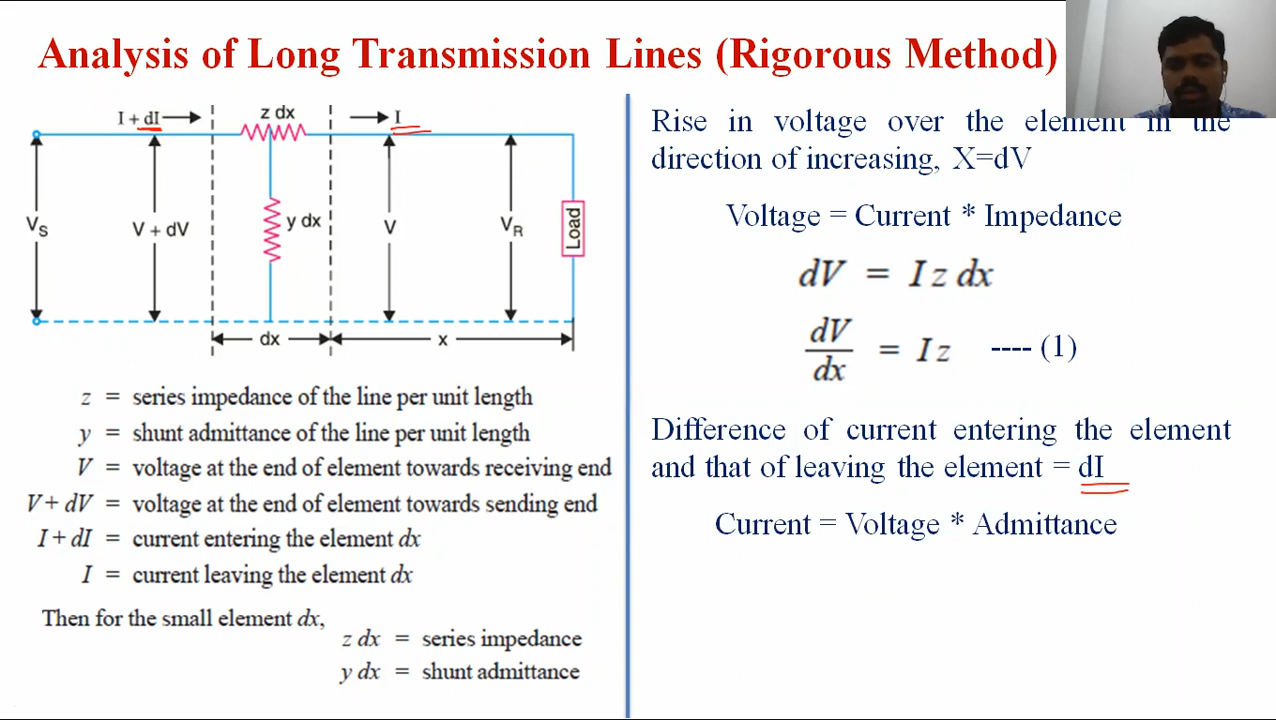 Analysis of Long Transmission Lines (Rigorous Method)
I + dI
z dx
I
VS
V + dV
y dx
V
VR
Load
dx
x
z = series impedance of the line per unit length
y = shunt admittance of the line per unit length
V = voltage at the end of element towards receiving end
V + dV = voltage at the end of element towards sending end
I + dI = current entering the element dx
I = current leaving the element dx
Then for the small element dx,
z dx = series impedance
y dx = shunt admittance
Rise in voltage over the element in the
direction of increasing, X=dV
Voltage = Current * Impedance
dV = I z dx
dV/dx = I z ---- (1)
Difference of current entering the element
and that of leaving the element = dI
Current = Voltage * Admittance